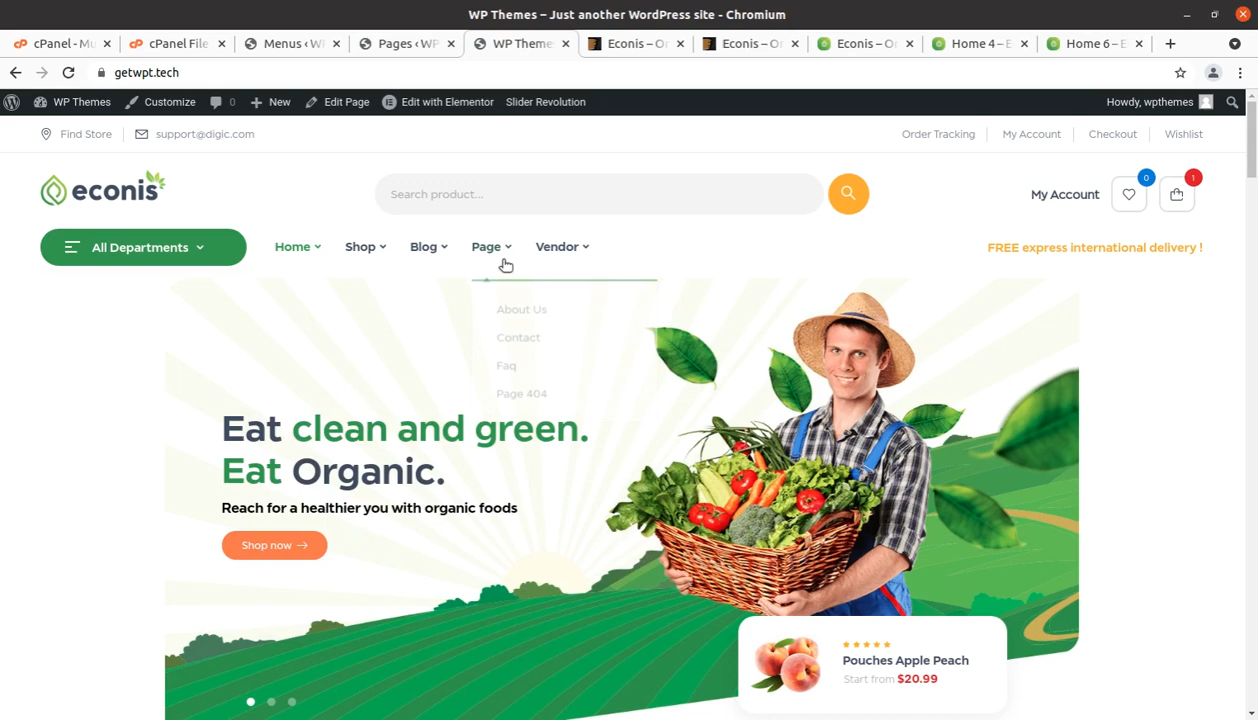 WP Themes – Just another WordPress site - Chromium
cPanel - Mu
cPanel File
Menus ‹ W
Pages ‹ WP
WP Theme
Econis – Or
Econis – Or
Econis – Or
Home 4 – E
Home 6 – E
getwpt.tech
WP Themes
Customize
0
New
Edit Page
Edit with Elementor
Slider Revolution
Howdy, wpthemes
Find Store
support@digic.com
Order Tracking
My Account
Checkout
Wishlist
econis
Search product...
My Account
0
1
All Departments
Home
Shop
Blog
Page
Vendor
FREE express international delivery !
About Us
Contact
Faq
Page 404
Eat clean and green.
Eat Organic.
Reach for a healthier you with organic foods
Shop now
Pouches Apple Peach
Start from $20.99